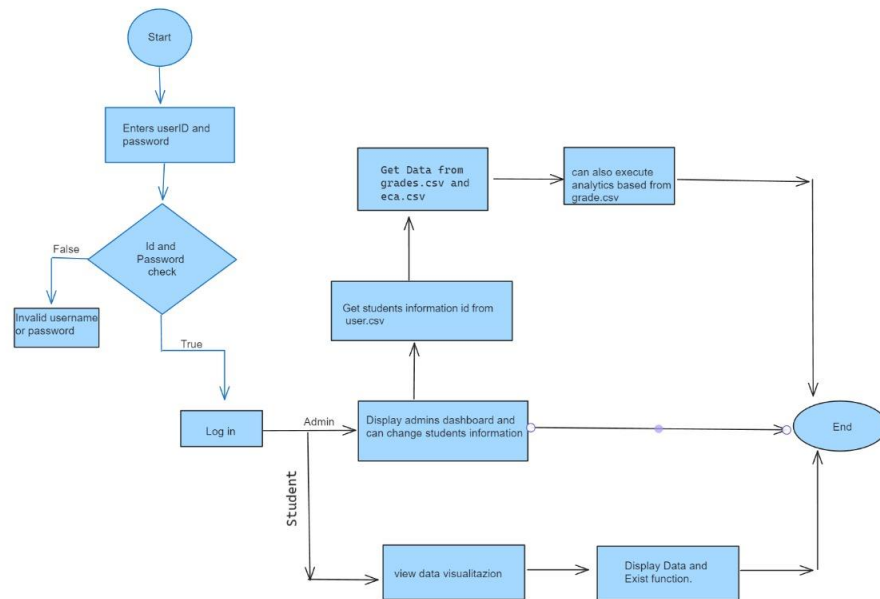 Start
Enters userID and
password
Id and
Password
check
False
Invalid username
or password
True
Log in
Admin
Student
Display admins dashboard and
can change students information
Get students information id from
user.csv
Get Data from
grades.csv and
eca.csv
can also execute
analytics based from
grade.csv
End
view data visualitazion
Display Data and
Exist function.